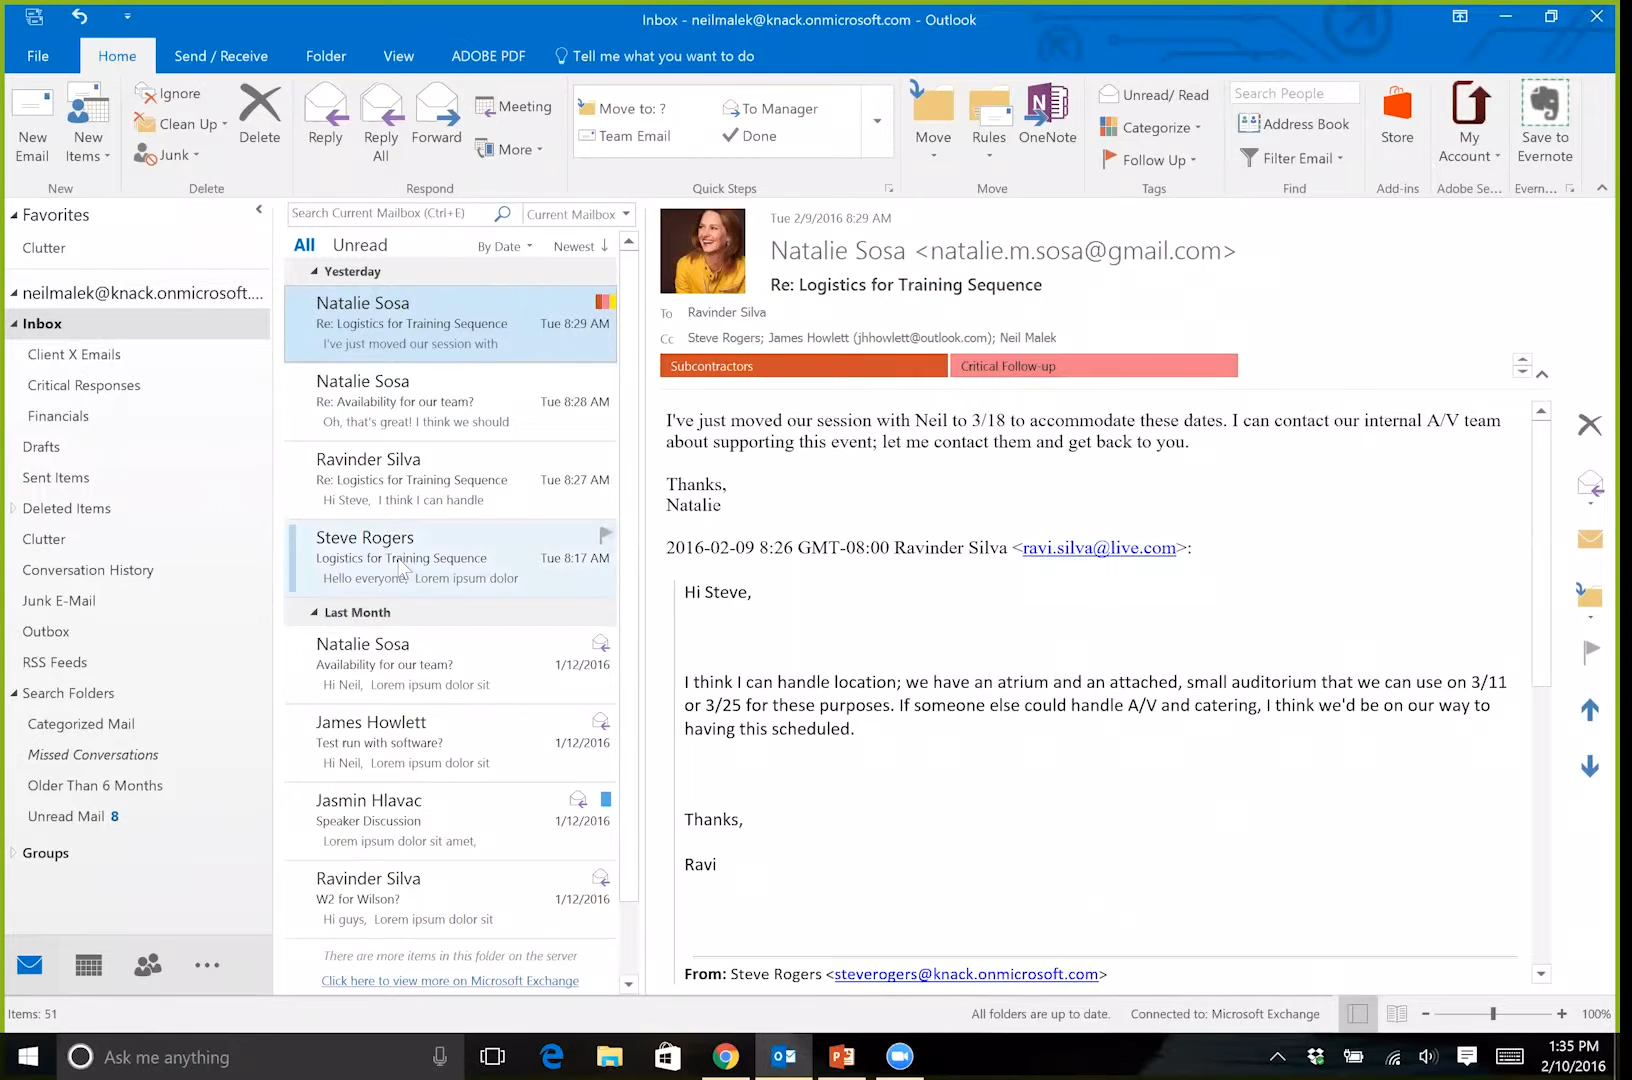 Inbox - neilmalek@knack.onmicrosoft.com - Outlook
File Home Send / Receive Folder View ADOBE PDF Tell me what you want to do
New Email
New Items
Ignore
Clean Up
Junk
Delete
Reply
Reply All
Forward
Meeting
More
Move to: ?
To Manager
Team Email
Done
Move
Rules
OneNote
Unread/ Read
Categorize
Follow Up
Search People
Address Book
Filter Email
Store
My Account
Save to Evernote
New Delete Respond Quick Steps Move Tags Find Add-ins Adobe Se... Evern...
Favorites
Clutter
neilmalek@knack.onmicrosoft....
Inbox
Client X Emails
Critical Responses
Financials
Drafts
Sent Items
Deleted Items
Clutter
Conversation History
Junk E-Mail
Outbox
RSS Feeds
Search Folders
Categorized Mail
Missed Conversations
Older Than 6 Months
Unread Mail 8
Groups
Search Current Mailbox (Ctrl+E) Current Mailbox
All Unread By Date Newest ↓
Yesterday
Natalie Sosa
Re: Logistics for Training Sequence Tue 8:29 AM
I've just moved our session with
Natalie Sosa
Re: Availability for our team? Tue 8:28 AM
Oh, that's great! I think we should
Ravinder Silva
Re: Logistics for Training Sequence Tue 8:27 AM
Hi Steve, I think I can handle
Steve Rogers
Logistics for Training Sequence Tue 8:17 AM
Hello everyone, Lorem ipsum dolor
Last Month
Natalie Sosa
Availability for our team? 1/12/2016
Hi Neil, Lorem ipsum dolor sit
James Howlett
Test run with software? 1/12/2016
Hi Neil, Lorem ipsum dolor sit
Jasmin Hlavac
Speaker Discussion 1/12/2016
Lorem ipsum dolor sit amet,
Ravinder Silva
W2 for Wilson? 1/12/2016
Hi guys, Lorem ipsum dolor sit
There are more items in this folder on the server
Click here to view more on Microsoft Exchange
Tue 2/9/2016 8:29 AM
Natalie Sosa <natalie.m.sosa@gmail.com>
Re: Logistics for Training Sequence
To Ravinder Silva
Cc Steve Rogers; James Howlett (jhhowlett@outlook.com); Neil Malek
Subcontractors Critical Follow-up
I've just moved our session with Neil to 3/18 to accommodate these dates. I can contact our internal A/V team
about supporting this event; let me contact them and get back to you.
Thanks,
Natalie
2016-02-09 8:26 GMT-08:00 Ravinder Silva <ravi.silva@live.com>:
Hi Steve,
I think I can handle location; we have an atrium and an attached, small auditorium that we can use on 3/11
or 3/25 for these purposes. If someone else could handle A/V and catering, I think we'd be on our way to
having this scheduled.
Thanks,
Ravi
From: Steve Rogers <steverogers@knack.onmicrosoft.com>
Items: 51 All folders are up to date. Connected to: Microsoft Exchange 100%
Ask me anything
1:35 PM
2/10/2016